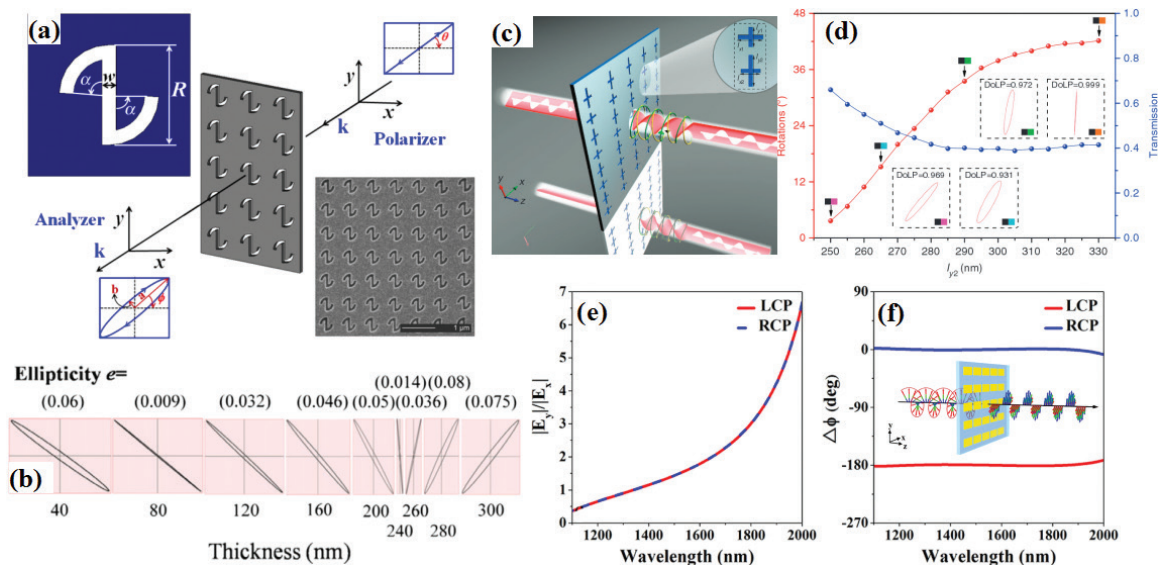 (a)
α
w
α
R
y
θ
k
x
Polarizer
Analyzer
y
k
x
b
a
ϕ
1 μm
Ellipticity e=
(0.014)(0.08)
(0.06) (0.009) (0.032) (0.046) (0.05)(0.036) (0.075)
(b)
40 80 120 160 200 260 300
240 280
Thickness (nm)
(c)
y
x
z
(d)
48
36
24
12
0
Rotations (°)
1.0
0.8
0.6
0.4
0.2
0.0
Transmission
DoLP=0.972
DoLP=0.999
DoLP=0.969
DoLP=0.931
250 260 270 280 290 300 310 320 330
ly2 (nm)
(e)
LCP
RCP
|Ey|/|Ex|
7
6
5
4
3
2
1
0
1200 1400 1600 1800 2000
Wavelength (nm)
(f)
LCP
RCP
Δϕ (deg)
90
0
-90
-180
-270
y
x
z
1200 1400 1600 1800 2000
Wavelength (nm)